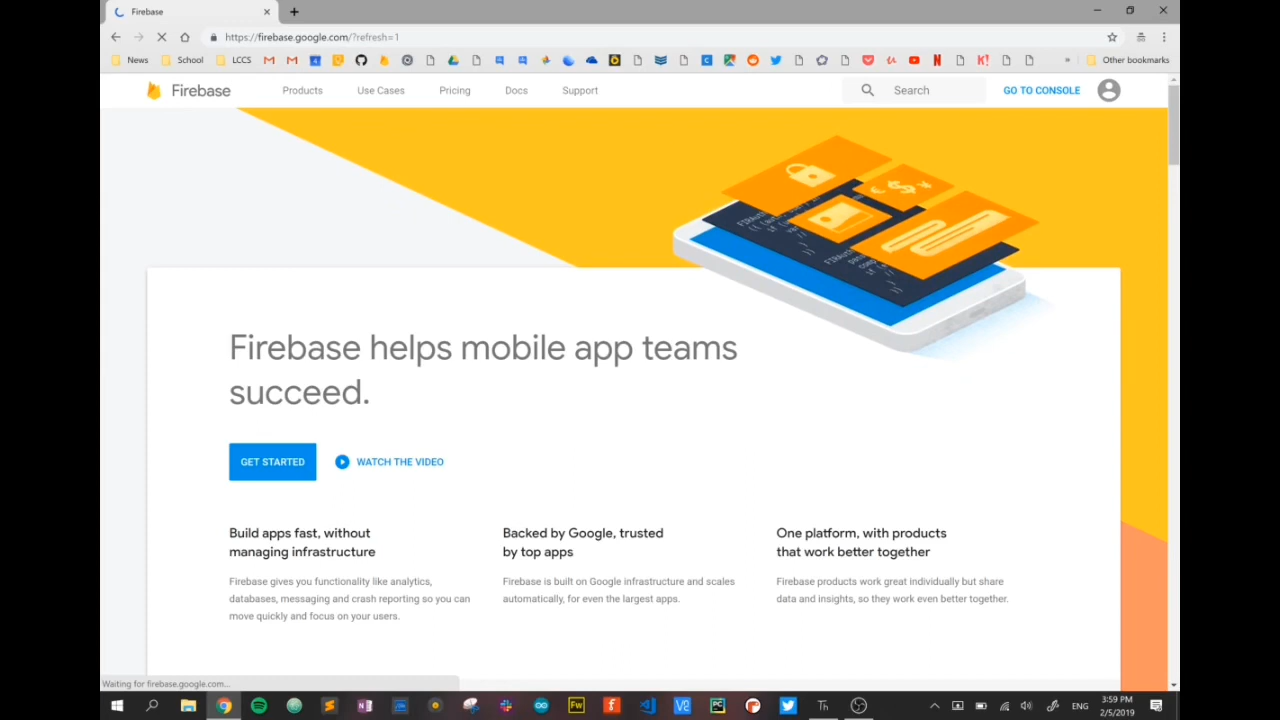 Firebase
https://firebase.google.com/?refresh=1
News School LCCS Other bookmarks
Firebase Products Use Cases Pricing Docs Support Search GO TO CONSOLE
Firebase helps mobile app teams
succeed.
GET STARTED WATCH THE VIDEO
Build apps fast, without
managing infrastructure
Firebase gives you functionality like analytics,
databases, messaging and crash reporting so you can
move quickly and focus on your users.
Backed by Google, trusted
by top apps
Firebase is built on Google infrastructure and scales
automatically, for even the largest apps.
One platform, with products
that work better together
Firebase products work great individually but share
data and insights, so they work even better together.
Waiting for firebase.google.com...
ENG
3:59 PM
2/5/2019